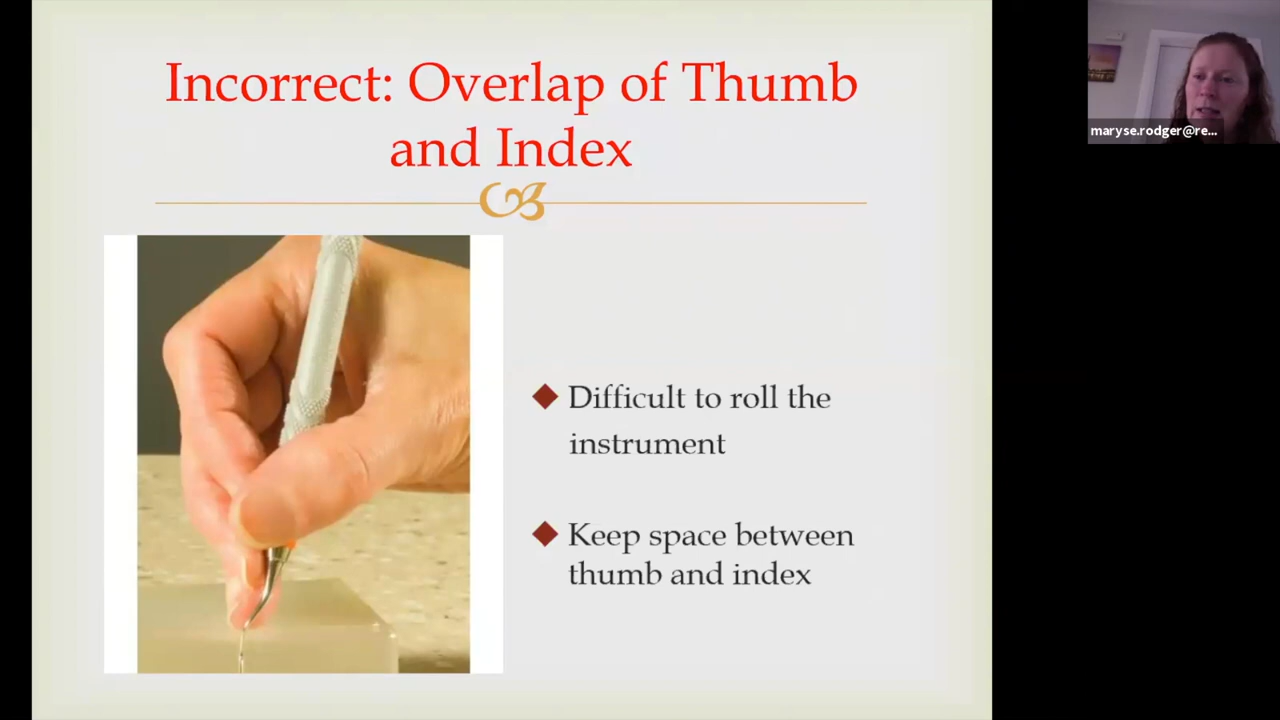 Incorrect: Overlap of Thumb
and Index
Difficult to roll the
instrument
Keep space between
thumb and index
maryse.rodger@re...